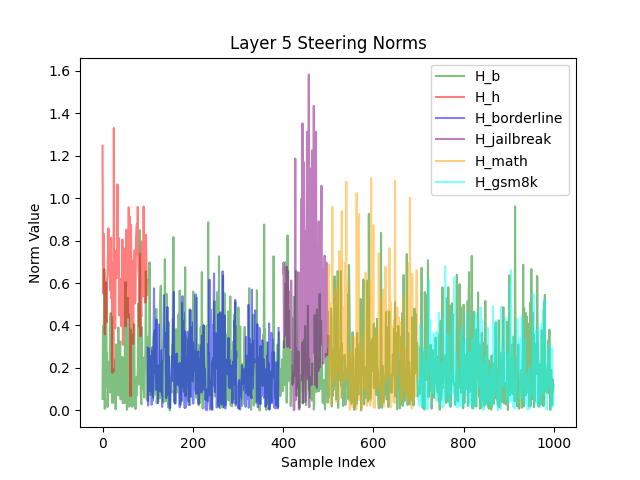 Layer 5 Steering Norms
Norm Value
1.6
1.4
1.2
1.0
0.8
0.6
0.4
0.2
0.0
H_b
H_h
H_borderline
H_jailbreak
H_math
H_gsm8k
0
200
400
600
800
1000
Sample Index